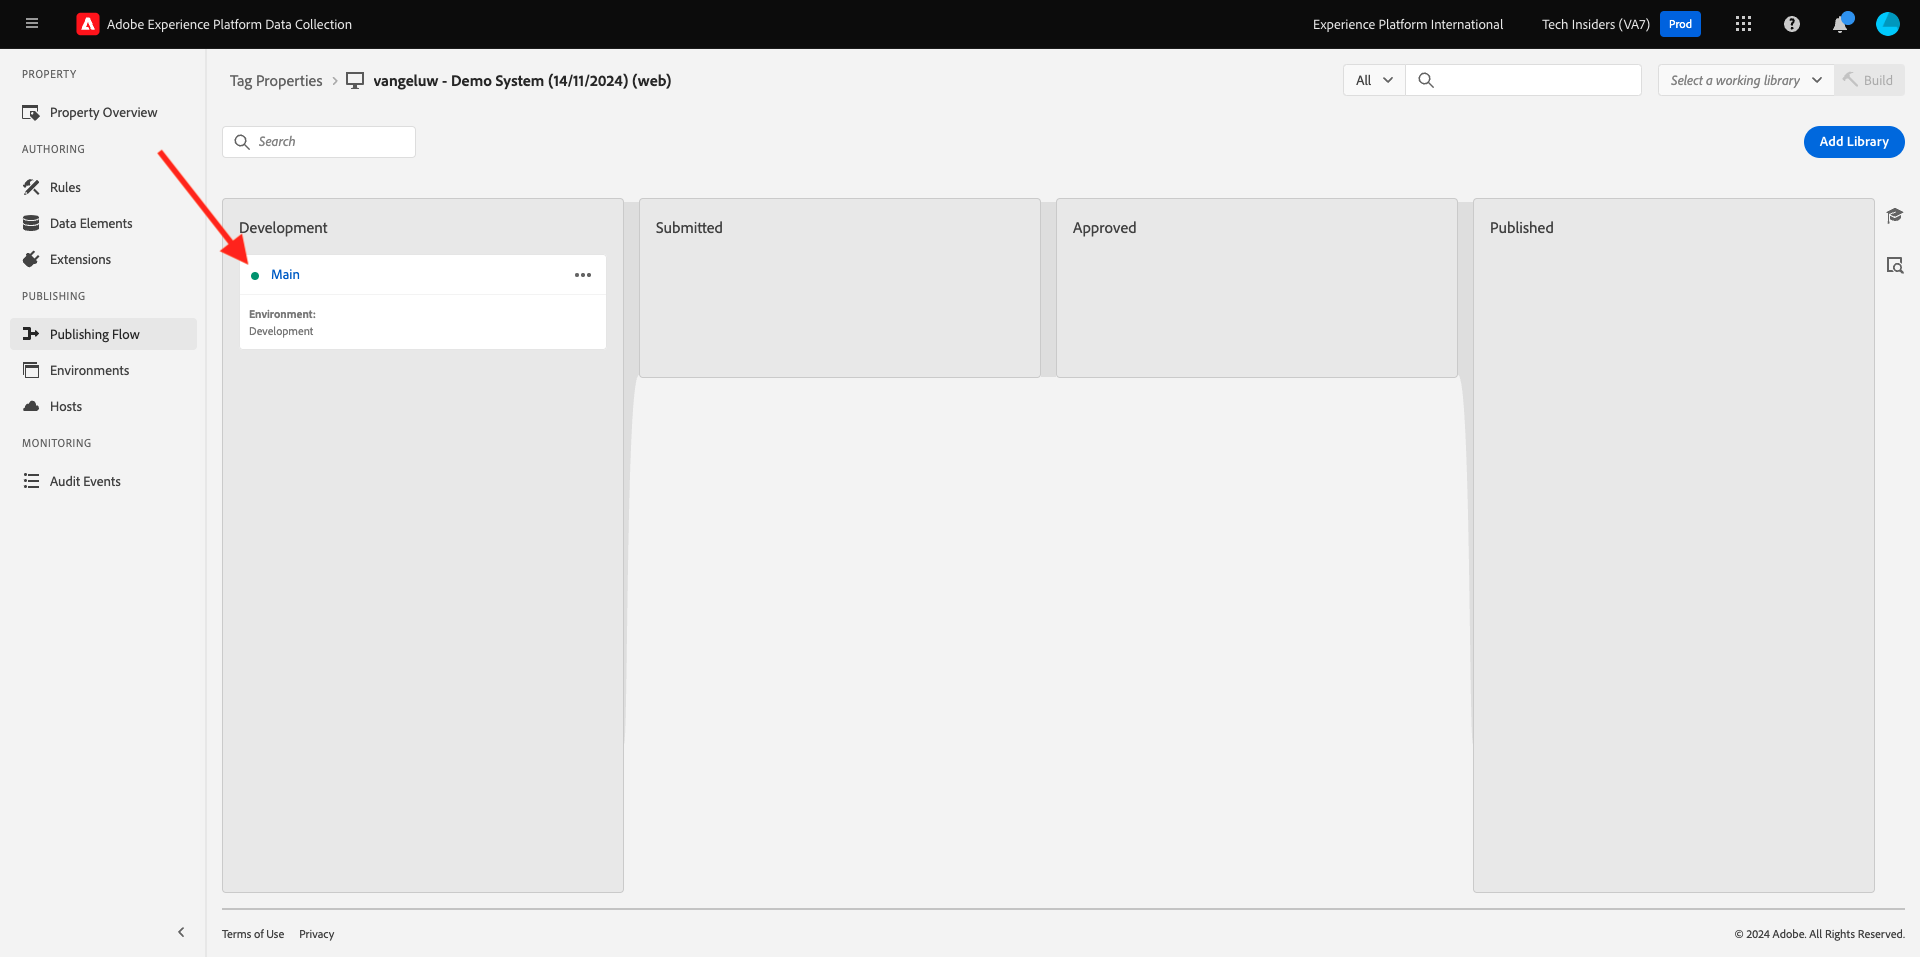 Adobe Experience Platform Data Collection
Experience Platform International
Tech Insiders (VA7)
Prod
PROPERTY
Property Overview
AUTHORING
Rules
Data Elements
Extensions
PUBLISHING
Publishing Flow
Environments
Hosts
MONITORING
Audit Events
Tag Properties
vangeluw - Demo System (14/11/2024) (web)
All
Select a working library
Build
Search
Add Library
Development
Main
Environment:
Development
Submitted
Approved
Published
Terms of Use
Privacy
© 2024 Adobe. All Rights Reserved.